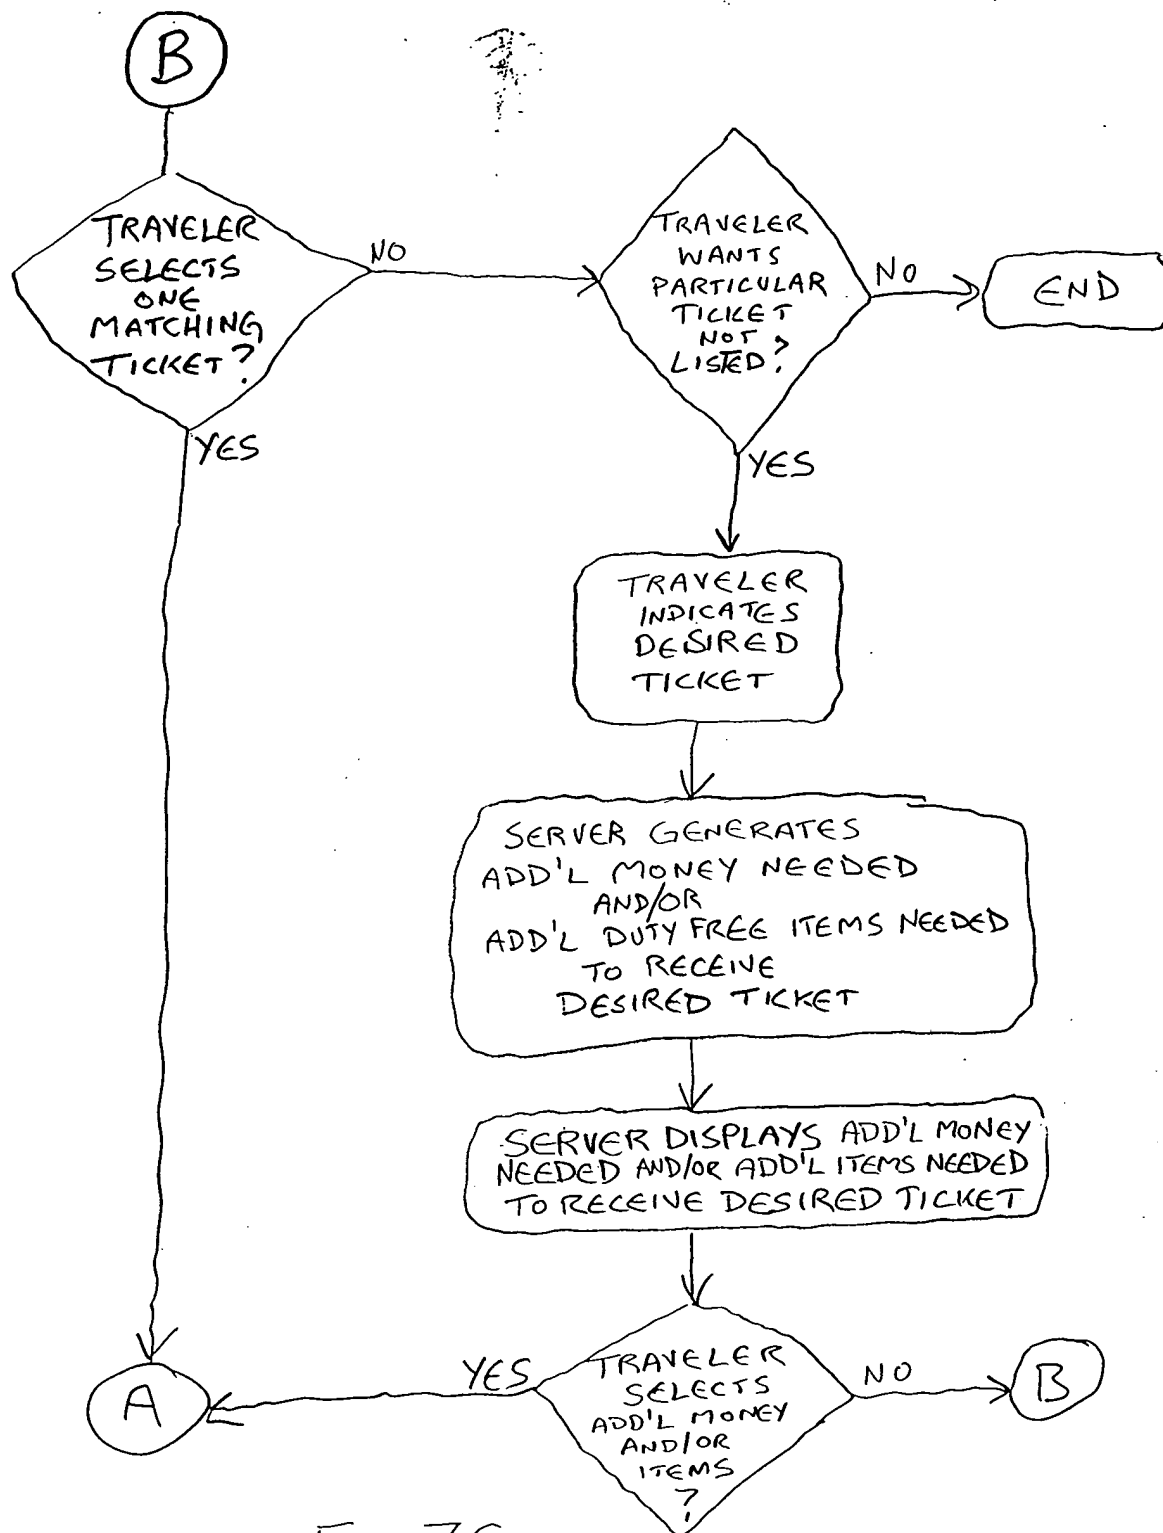 B
TRAVELER
SELECTS
ONE
MATCHING
TICKET?
NO
YES
TRAVELER
WANTS
PARTICULAR
TICKET
NOT
LISTED?
NO
END
YES
TRAVELER
INDICATES
DESIRED
TICKET
SERVER GENERATES
ADD'L MONEY NEEDED
AND/OR
ADD'L DUTY FREE ITEMS NEEDED
TO RECEIVE
DESIRED TICKET
SERVER DISPLAYS ADD'L MONEY
NEEDED AND/OR ADD'L ITEMS NEEDED
TO RECEIVE DESIRED TICKET
TRAVELER
SELECTS
ADD'L MONEY
AND/OR
ITEMS
?
YES
A
NO
B